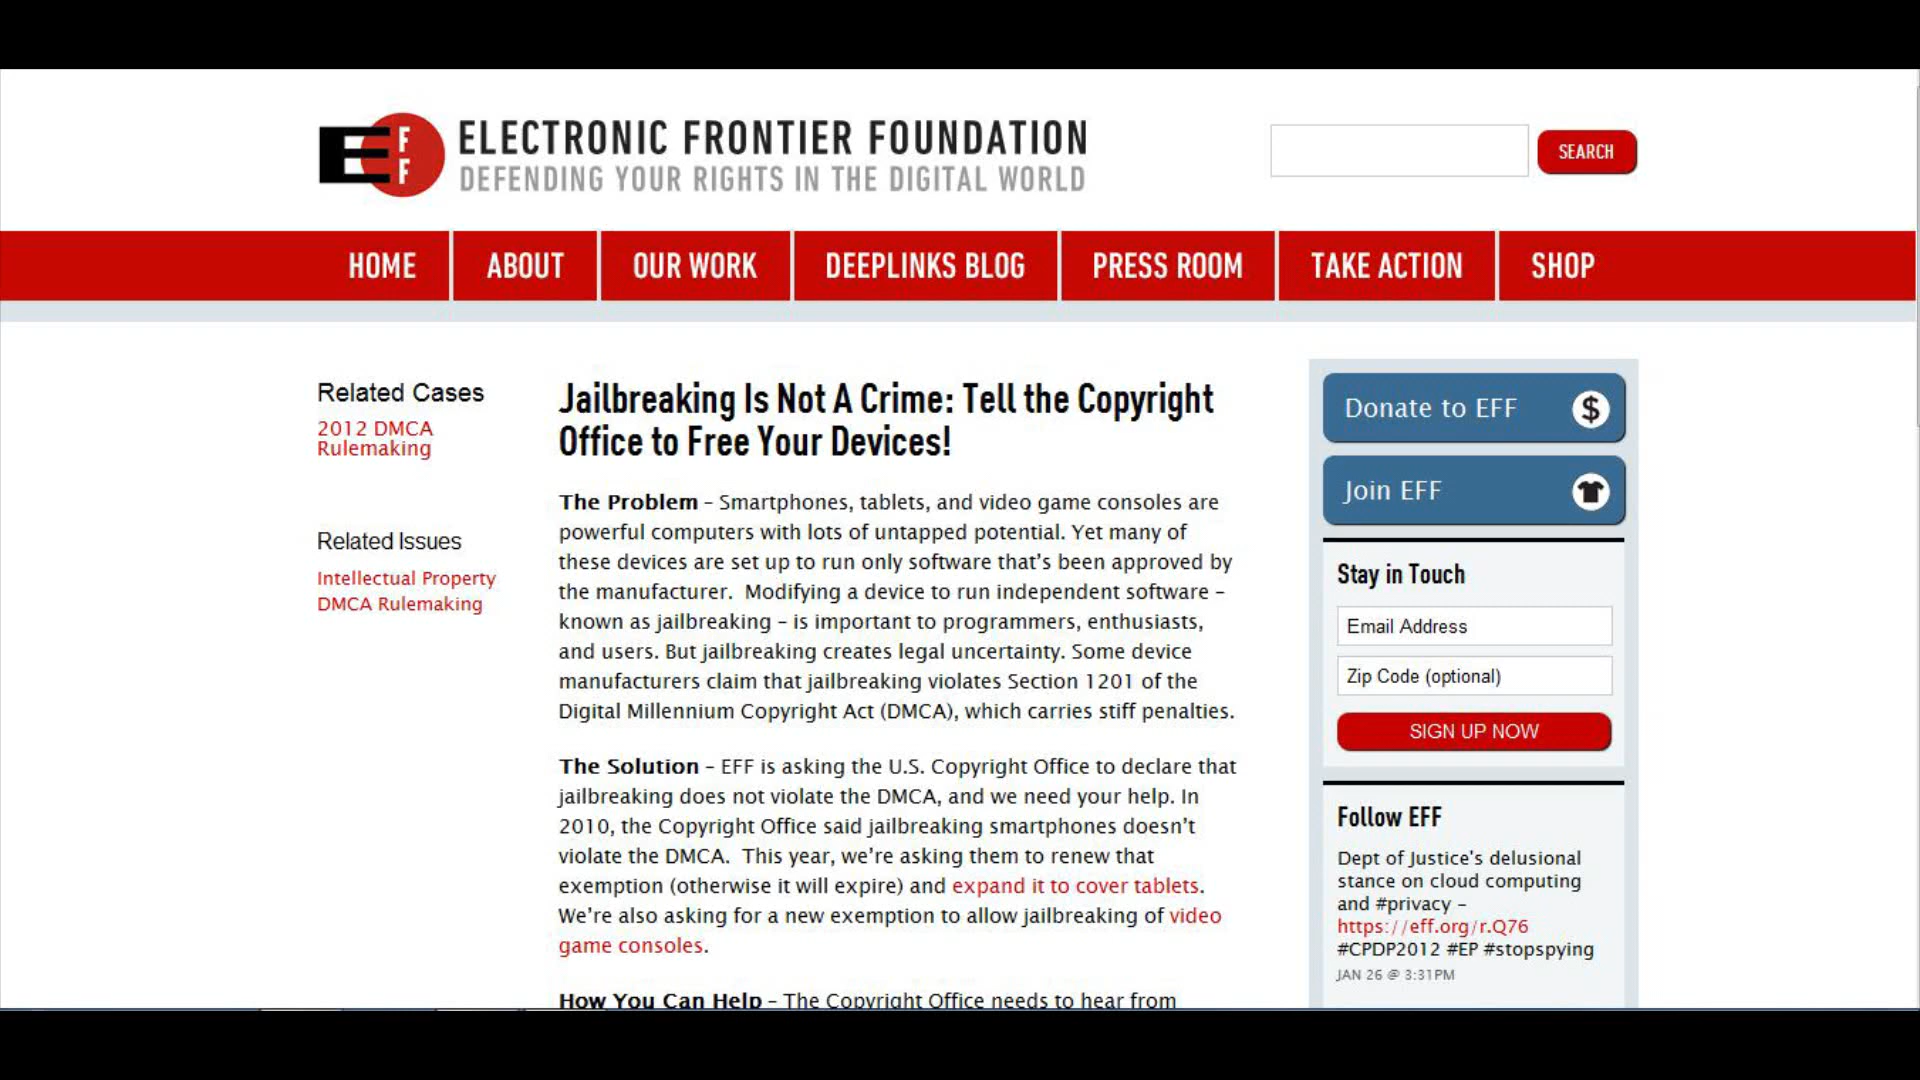 E
F
F
ELECTRONIC FRONTIER FOUNDATION
DEFENDING YOUR RIGHTS IN THE DIGITAL WORLD
SEARCH
HOME
ABOUT
OUR WORK
DEEPLINKS BLOG
PRESS ROOM
TAKE ACTION
SHOP
Related Cases
2012 DMCA
Rulemaking
Related Issues
Intellectual Property
DMCA Rulemaking
Jailbreaking Is Not A Crime: Tell the Copyright
Office to Free Your Devices!
The Problem – Smartphones, tablets, and video game consoles are
powerful computers with lots of untapped potential. Yet many of
these devices are set up to run only software that's been approved by
the manufacturer.  Modifying a device to run independent software –
known as jailbreaking – is important to programmers, enthusiasts,
and users. But jailbreaking creates legal uncertainty. Some device
manufacturers claim that jailbreaking violates Section 1201 of the
Digital Millennium Copyright Act (DMCA), which carries stiff penalties.
The Solution – EFF is asking the U.S. Copyright Office to declare that
jailbreaking does not violate the DMCA, and we need your help. In
2010, the Copyright Office said jailbreaking smartphones doesn't
violate the DMCA.  This year, we're asking them to renew that
exemption (otherwise it will expire) and expand it to cover tablets.
We're also asking for a new exemption to allow jailbreaking of video
game consoles.
How You Can Help – The Copyright Office needs to hear from
Donate to EFF $
Join EFF
Stay in Touch
Email Address
Zip Code (optional)
SIGN UP NOW
Follow EFF
Dept of Justice's delusional
stance on cloud computing
and #privacy –
https://eff.org/r.Q76
#CPDP2012 #EP #stopspying
JAN 26 @ 3:31PM